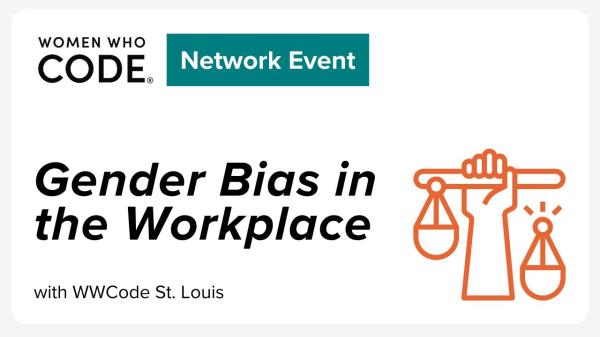 WOMEN WHO
CODE®
Network Event
Gender Bias in
the Workplace
with WWCode St. Louis